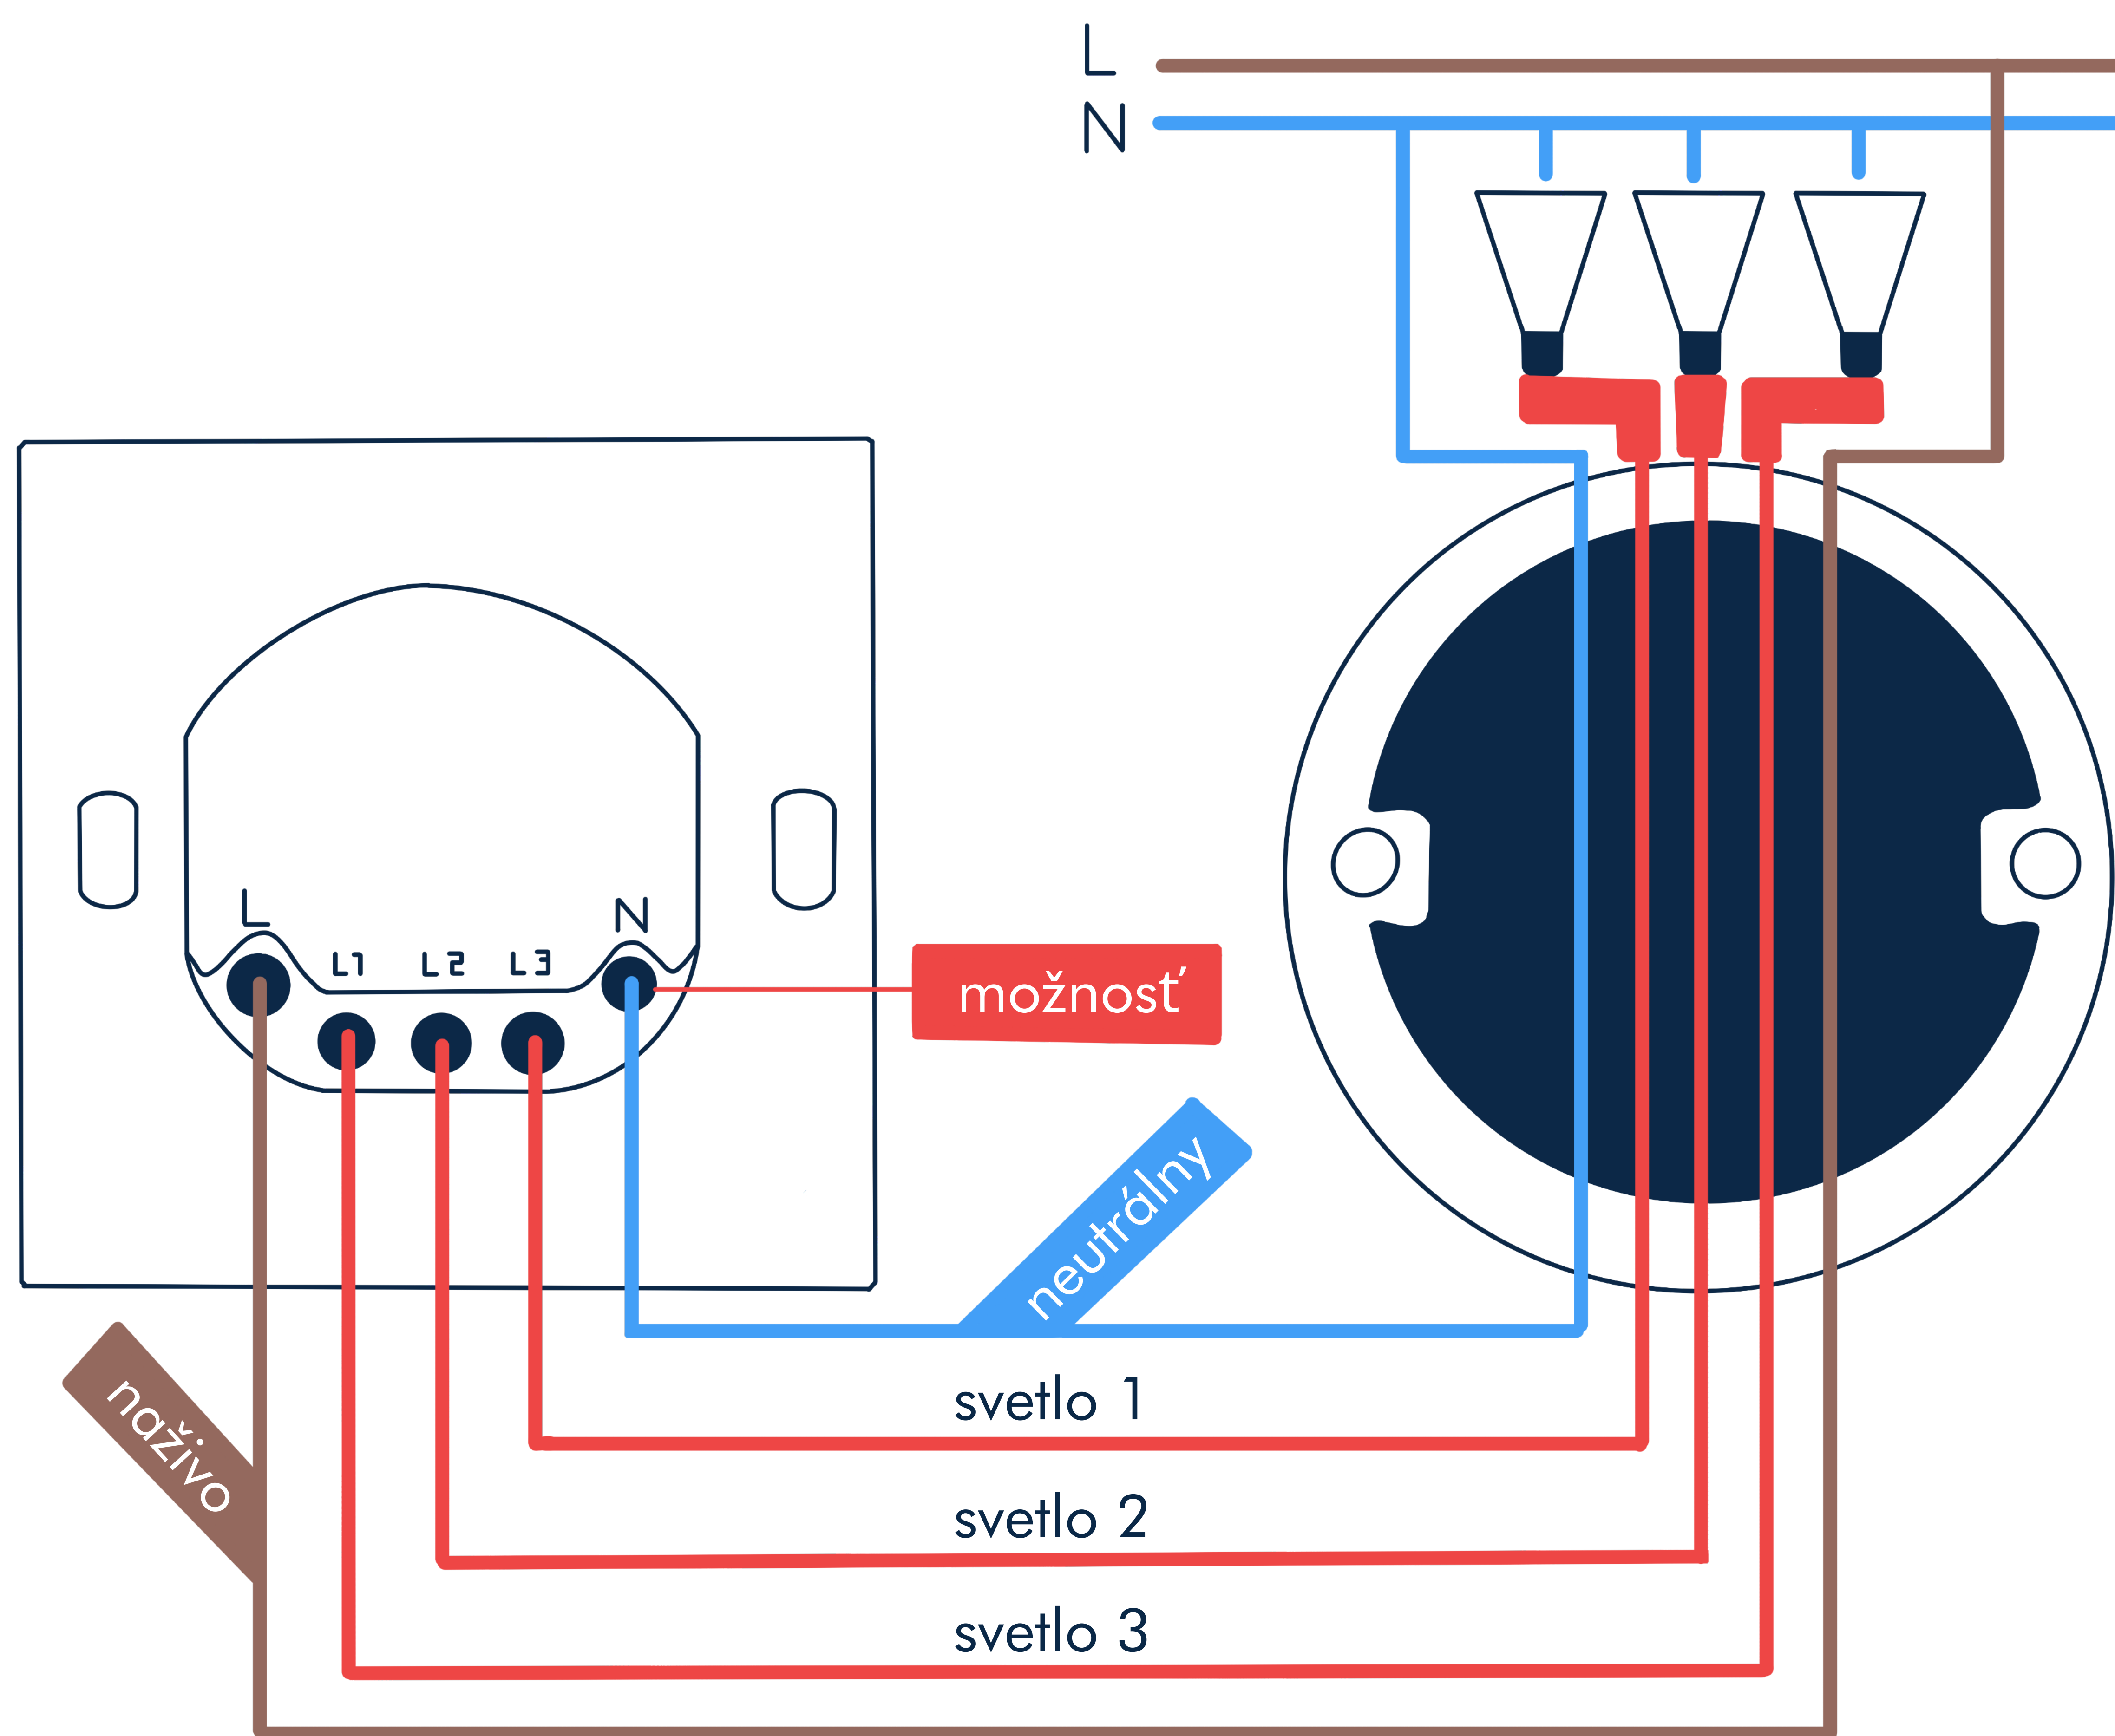 L
N
L
N
L1
L2
L3
možnosť
neutrálny
naživo
svetlo 1
svetlo 2
svetlo 3